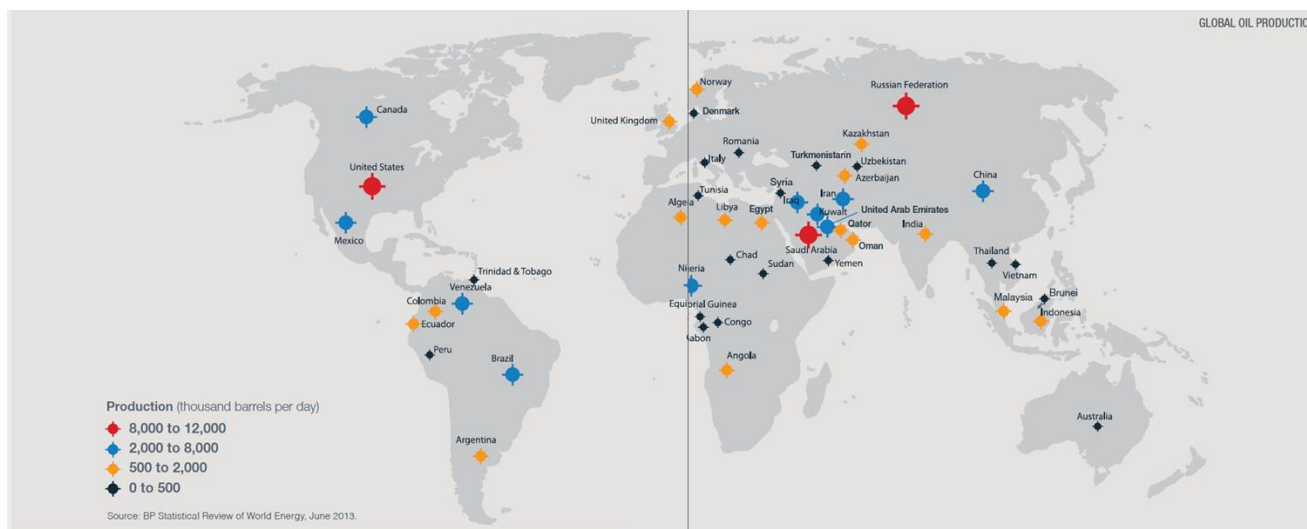 GLOBAL OIL PRODUCTIO
Norway
Russian Federation
Canada
Denmark
United Kingdom
Kazakhstan
Romania
Italy
Turkmenistarin
Uzbekistan
United States
Azerbaijan
China
Syria
Tunisia
Iraq
Iran
Algeia
Libya
Egypt
Kuwait
United Arab Emirates
Mexico
Qator
India
Oman
Saudi Arabia
Chad
Yemen
Thailand
Sudan
Vietnam
Trinidad & Tobago
Nigeria
Venezuela
Colombia
Malaysia
Brunei
Equtorial Guinea
Indonesia
Ecuador
Congo
Peru
abon
Brazil
Angola
Production (thousand barrels per day)
8,000 to 12,000
2,000 to 8,000
500 to 2,000
0 to 500
Australia
Argentina
Source: BP Statistical Review of World Energy, June 2013.